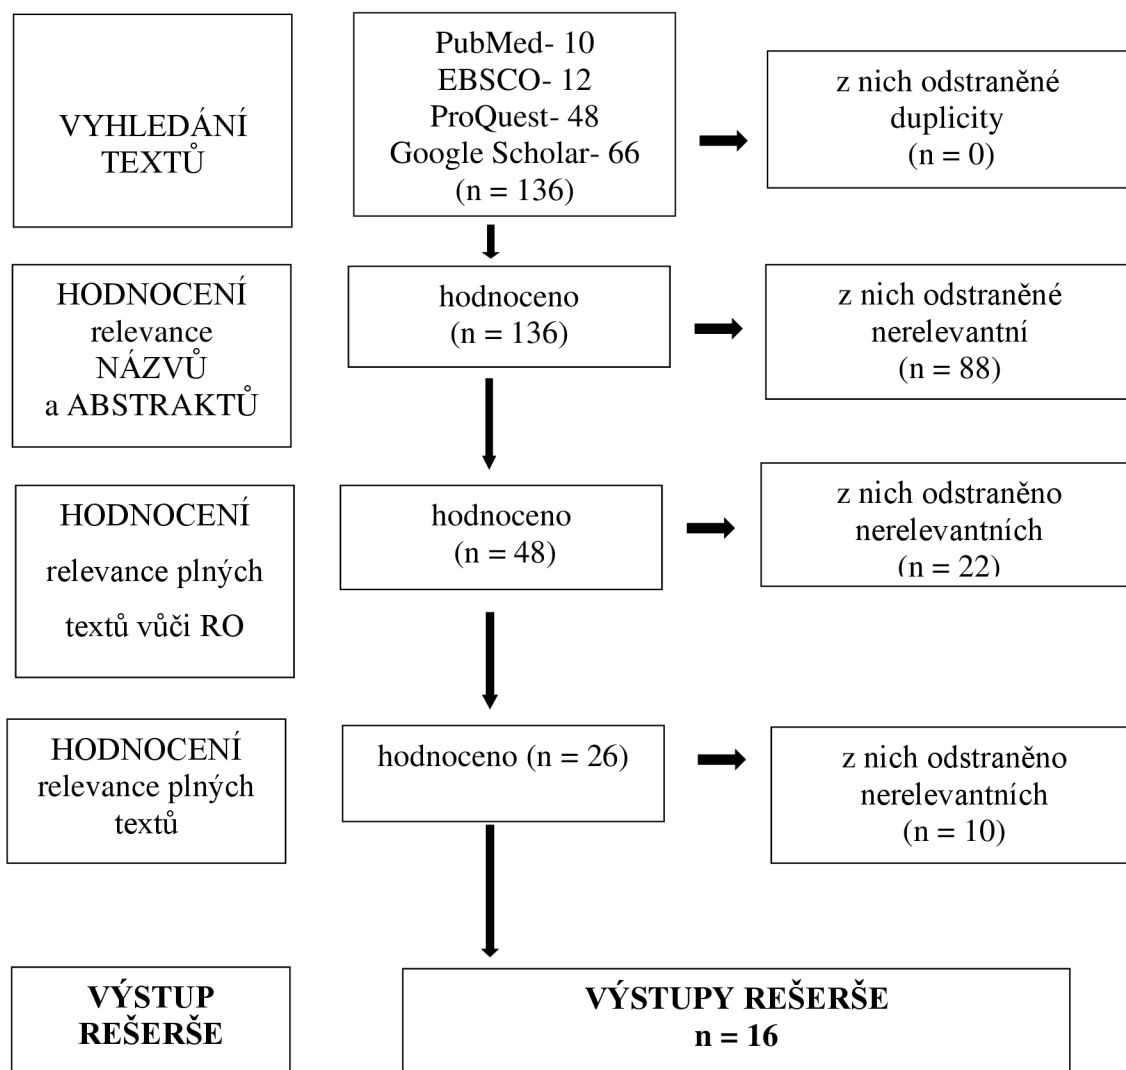 VYHLEDÁNÍ
TEXTŮ
PubMed- 10
EBSCO- 12
ProQuest- 48
Google Scholar- 66
(n = 136)
z nich odstraněné
duplicity
(n = 0)
HODNOCENÍ
relevance
NÁZVŮ
a ABSTRAKTŮ
hodnoceno
(n = 136)
z nich odstraněné
nerelevantní
(n = 88)
HODNOCENÍ
relevance plných
textů vůči RO
hodnoceno
(n = 48)
z nich odstraněno
nerelevantních
(n = 22)
HODNOCENÍ
relevance plných
textů
hodnoceno (n = 26)
z nich odstraněno
nerelevantních
(n = 10)
VÝSTUP
REŠERŠE
VÝSTUPY REŠERŠE
n = 16